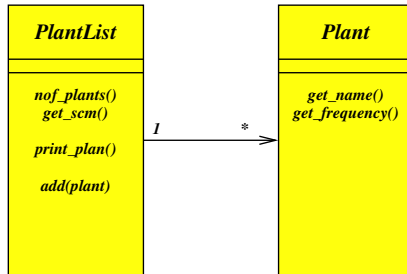 PlantList
nof_plants()
get_scm()
print_plan()
add(plant)
1
*
Plant
get_name()
get_frequency()